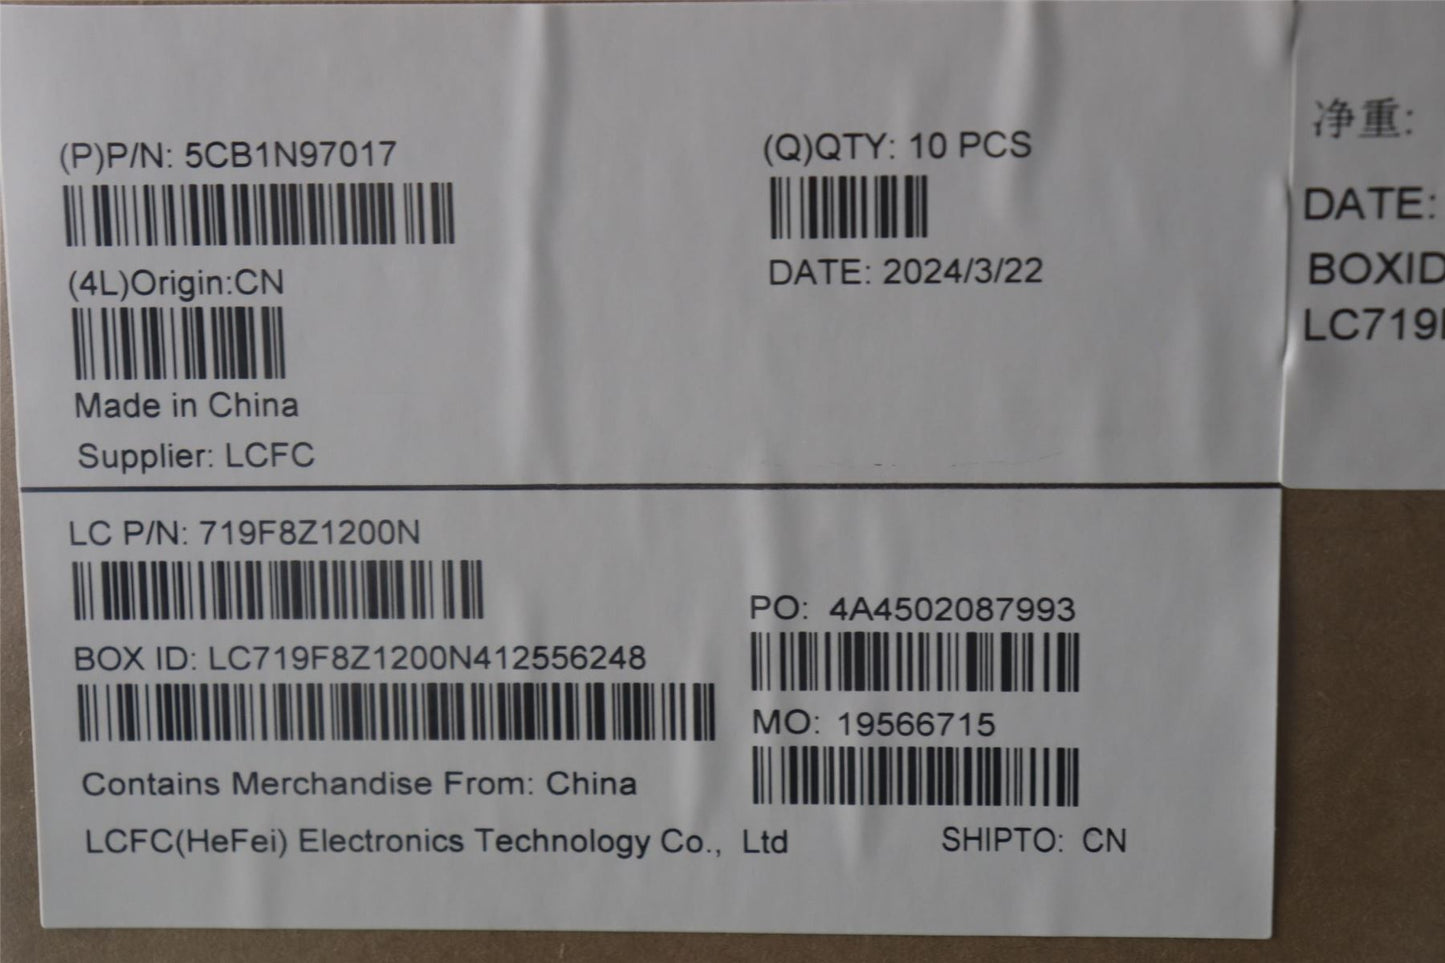 (P)P/N: 5CB1N97017
(Q)QTY: 10 PCS
DATE: 2024/3/22
(4L)Origin:CN
Made in China
Supplier: LCFC
LC P/N: 719F8Z1200N
BOX ID: LC719F8Z1200N412556248
PO: 4A4502087993
MO: 19566715
Contains Merchandise From: China
LCFC(HeFei) Electronics Technology Co., Ltd
SHIPTO: CN
净重:
DATE:
BOXID
LC719